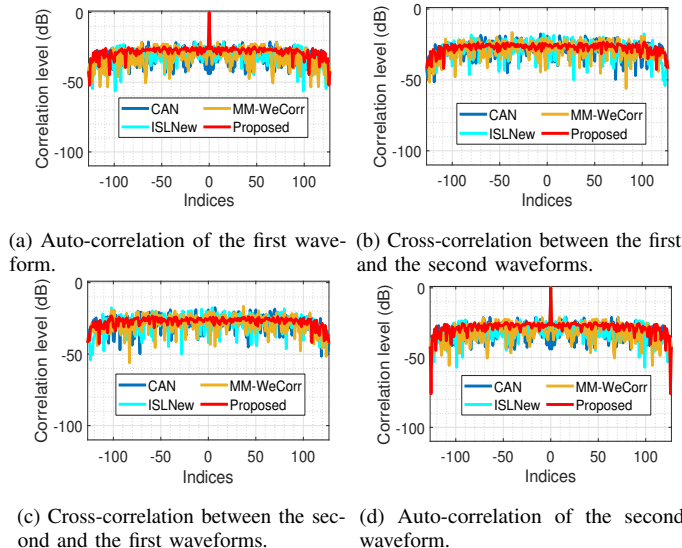 0
-50
-100
Correlation level (dB)
CAN
MM-WeCorr
ISLNew
Proposed
-100 -50 0 50 100
Indices
0
-50
-100
Correlation level (dB)
CAN
MM-WeCorr
ISLNew
Proposed
-100 -50 0 50 100
Indices
(a) Auto-correlation of the first wave-
form.
(b) Cross-correlation between the first
and the second waveforms.
0
-50
-100
Correlation level (dB)
CAN
MM-WeCorr
ISLNew
Proposed
-100 -50 0 50 100
Indices
0
-50
-100
Correlation level (dB)
CAN
MM-WeCorr
ISLNew
Proposed
-100 -50 0 50 100
Indices
(c) Cross-correlation between the sec-
ond and the first waveforms.
(d) Auto-correlation of the second
waveform.